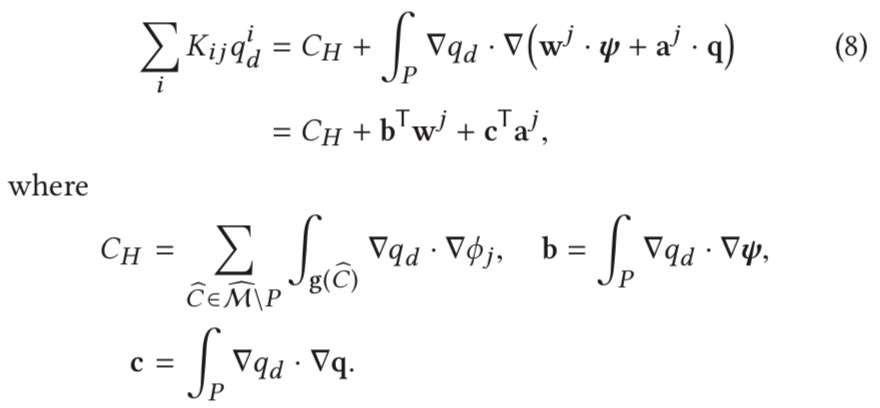 ∑_i K_{ij} q_d^i = C_H + ∫_P ∇q_d · ∇(w^j · ψ + a^j · q) (8)
= C_H + b^T w^j + c^T a^j,
where
C_H = ∑_{Ĉ∈M̂\P} ∫_{g(Ĉ)} ∇q_d · ∇ϕ_j, b = ∫_P ∇q_d · ∇ψ,
c = ∫_P ∇q_d · ∇q.